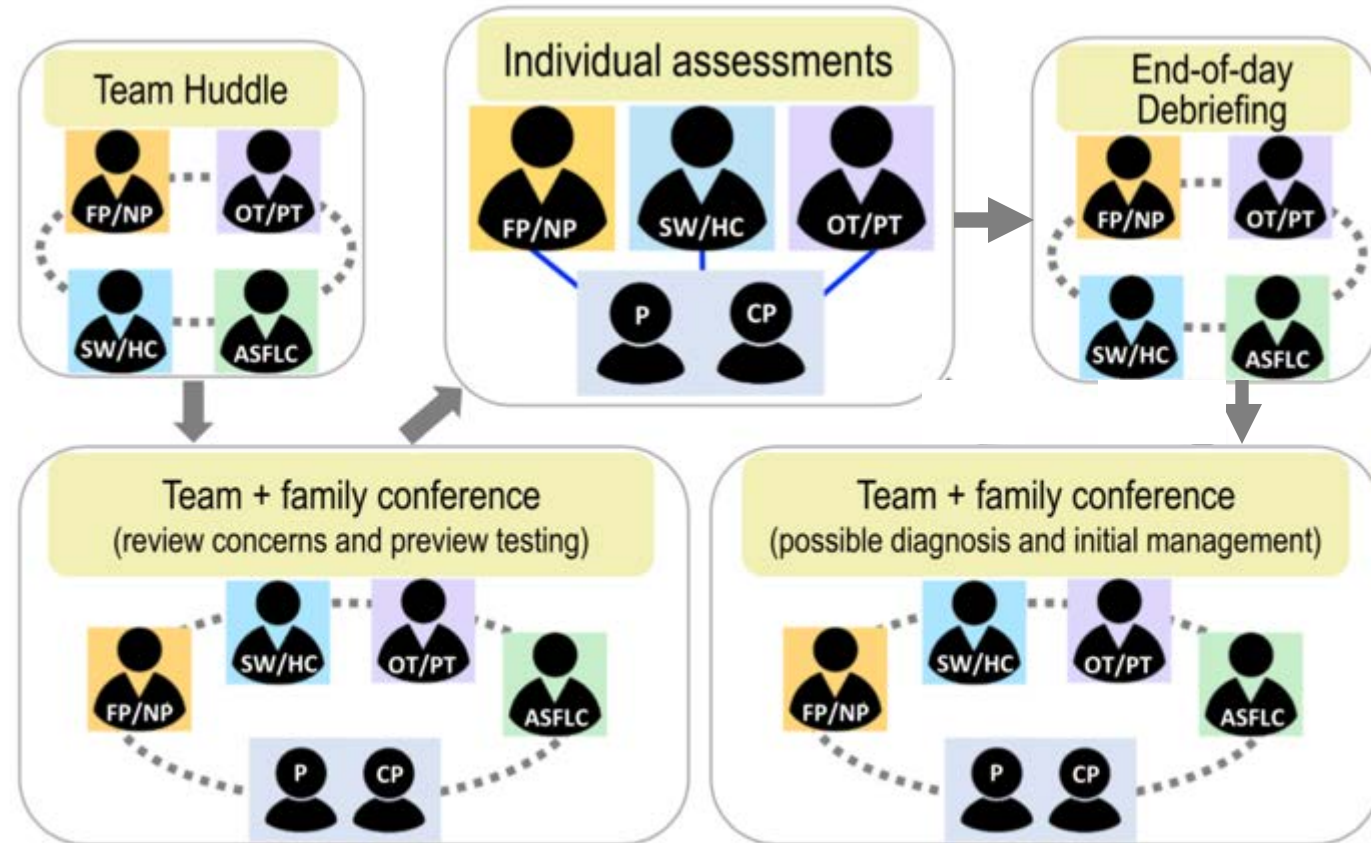 Team Huddle
FP/NP
OT/PT
SW/HC
ASFLC
Team + family conference
(review concerns and preview testing)
SW/HC
OT/PT
FP/NP
ASFLC
P
CP
Individual assessments
FP/NP
SW/HC
OT/PT
P
CP
End-of-day
Debriefing
FP/NP
OT/PT
SW/HC
ASFLC
Team + family conference
(possible diagnosis and initial management)
SW/HC
OT/PT
FP/NP
ASFLC
P
CP